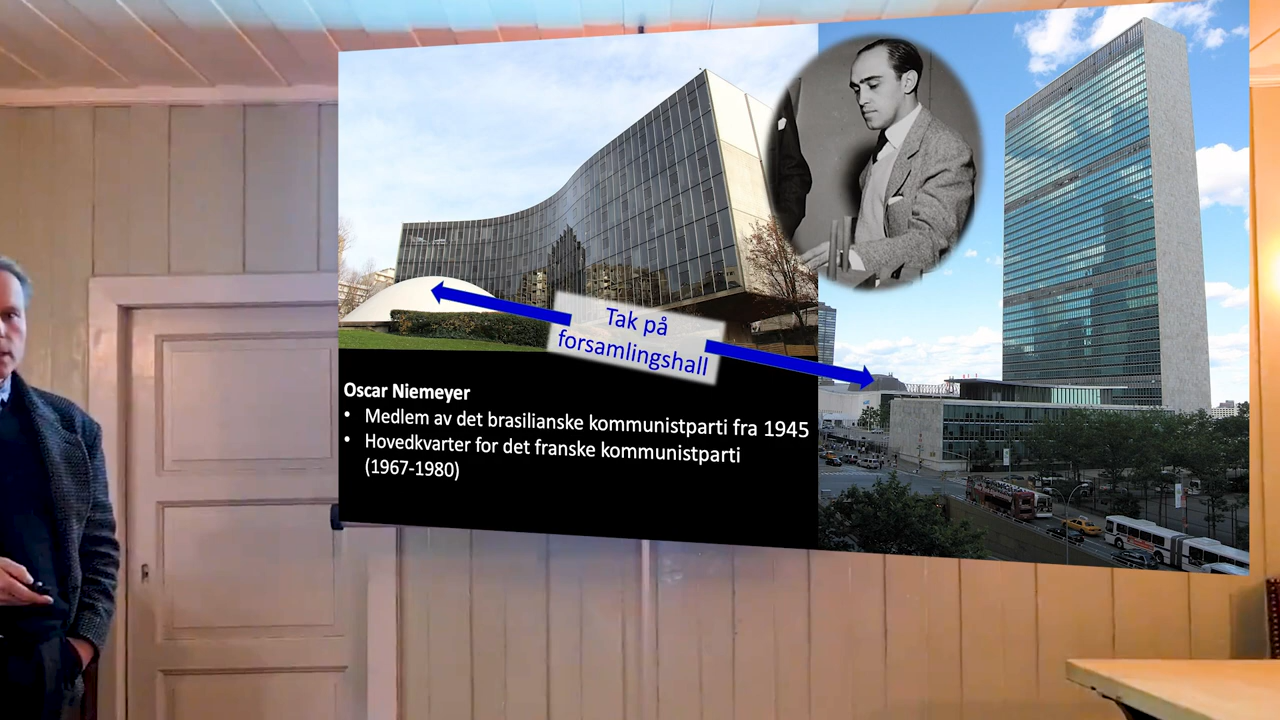 Tak på
forsamlingshall
Oscar Niemeyer
• Medlem av det brasilianske kommunistparti fra 1945
• Hovedkvarter for det franske kommunistparti
(1967-1980)